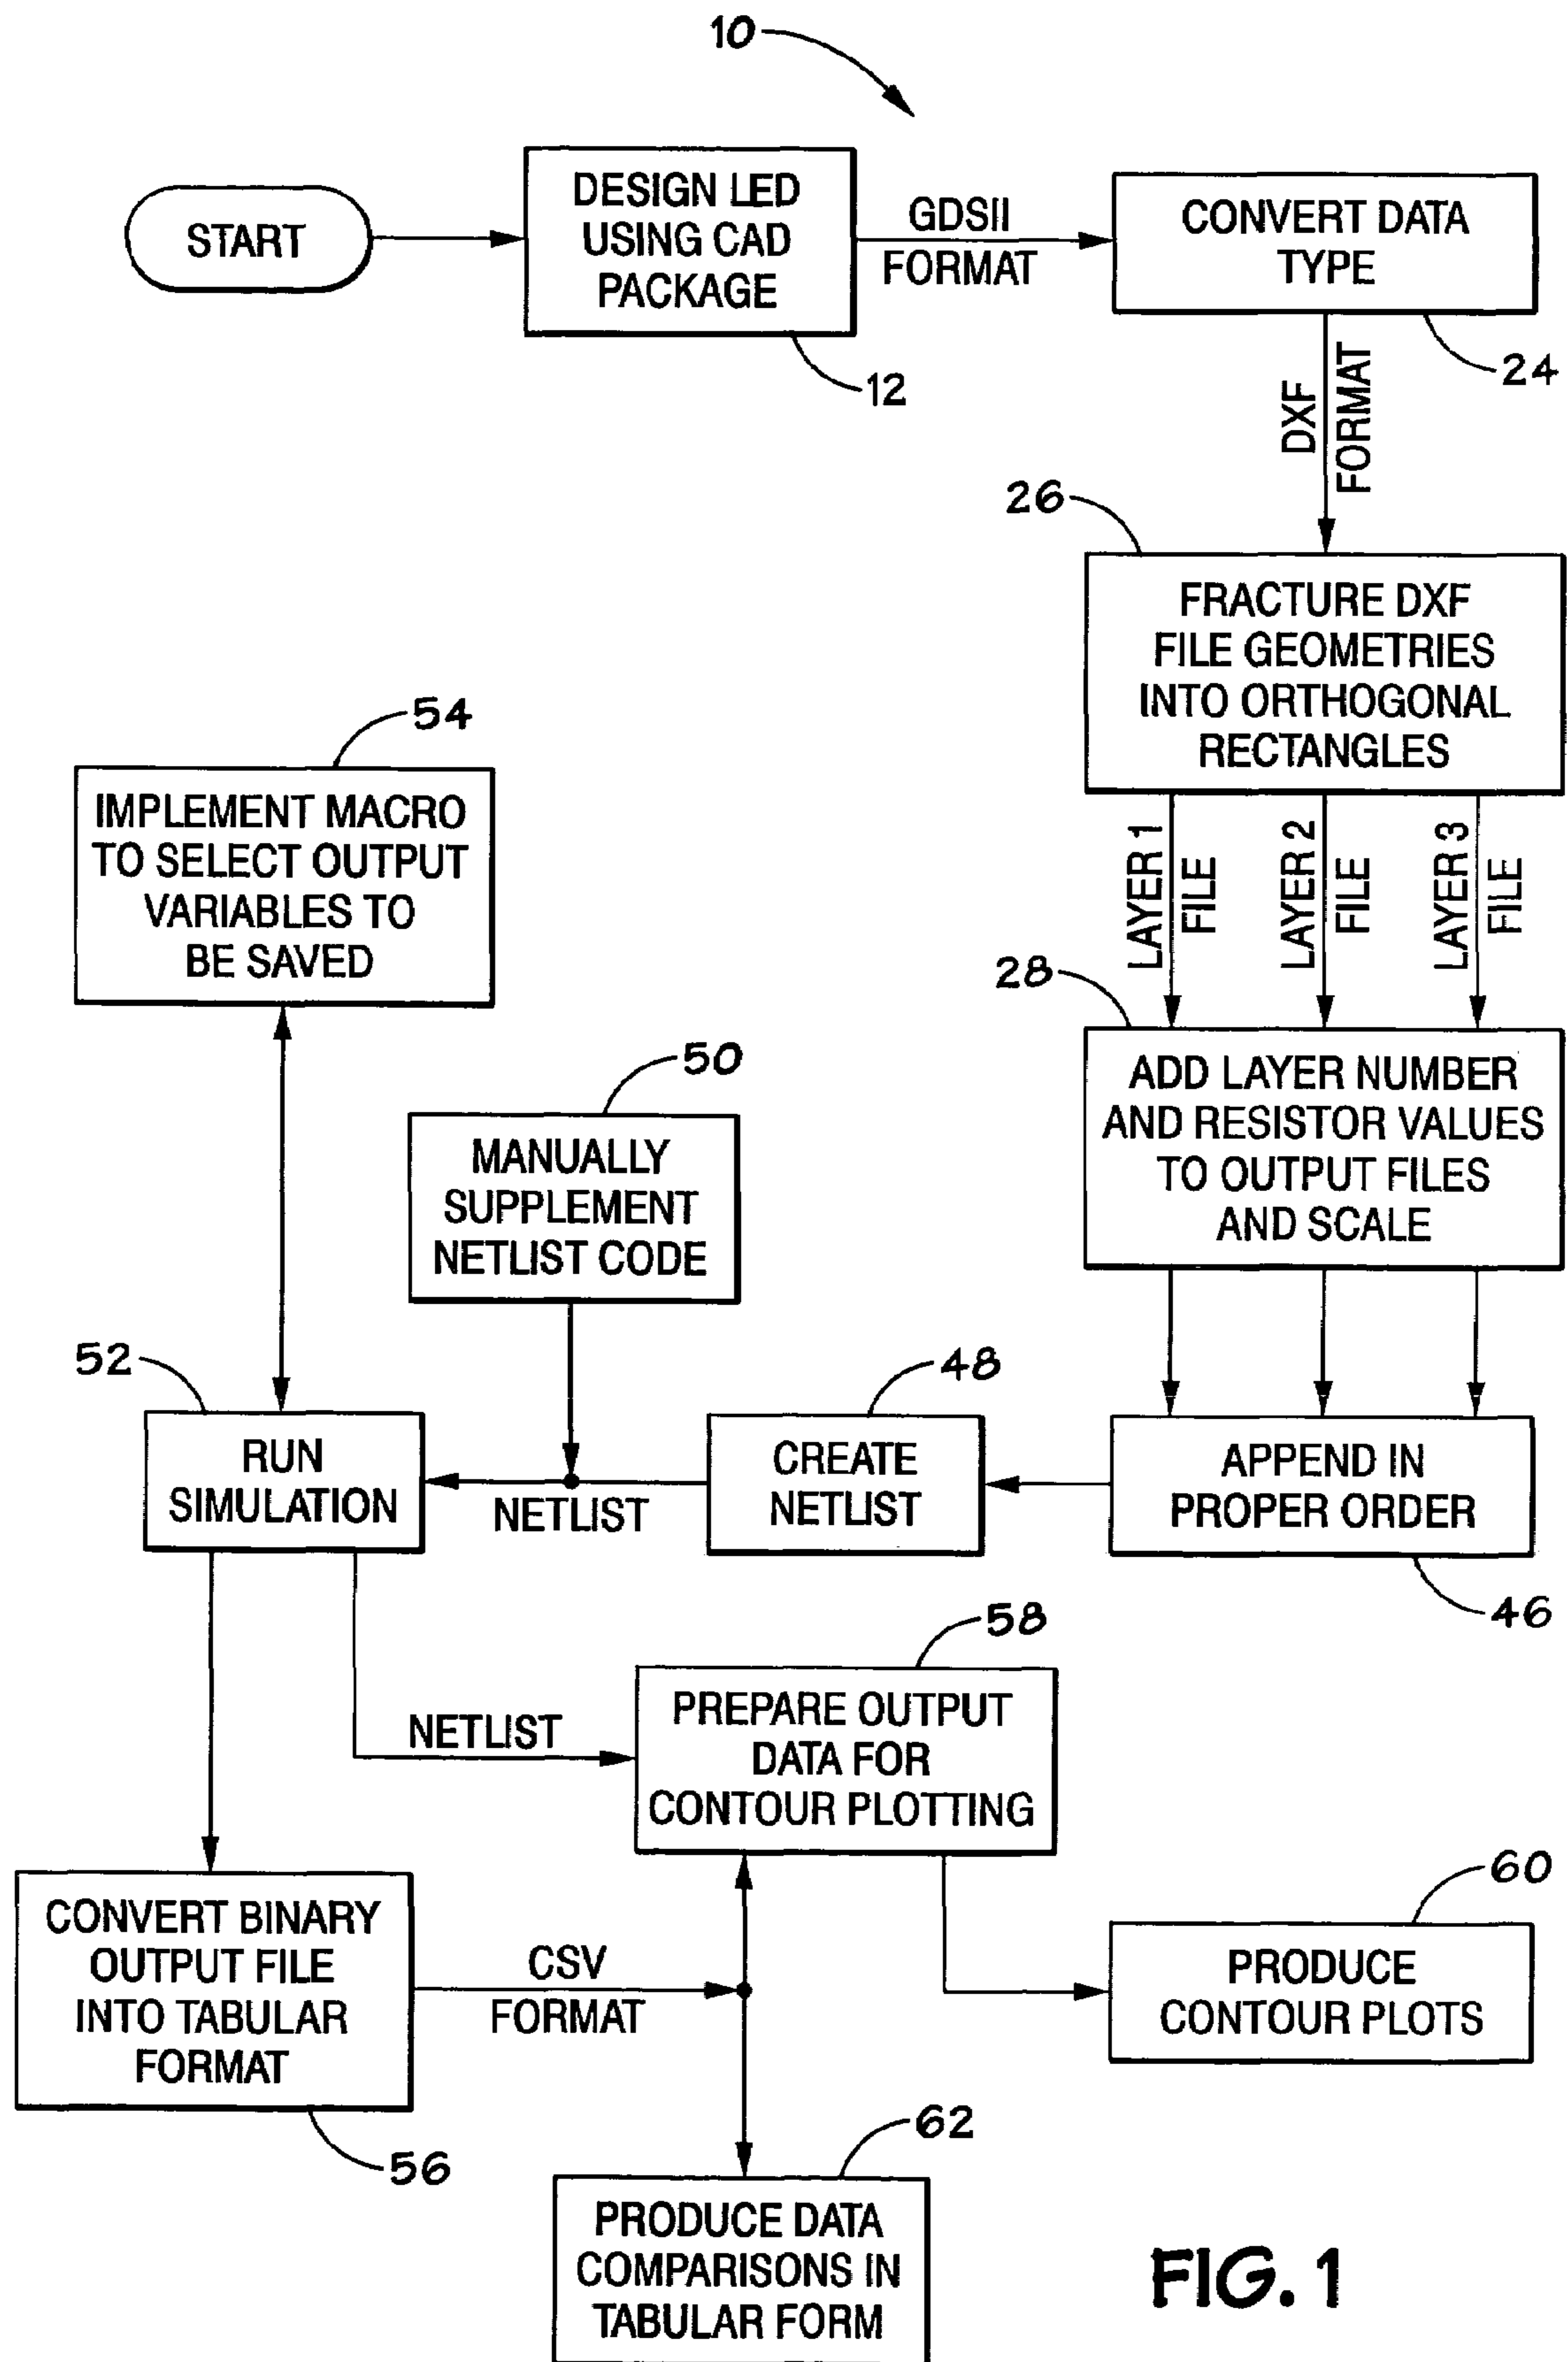 10
START
DESIGN LED
USING CAD
PACKAGE
12
GDSII
FORMAT
CONVERT DATA
TYPE
24
DXF
FORMAT
26
FRACTURE DXF
FILE GEOMETRIES
INTO ORTHOGONAL
RECTANGLES
LAYER 1
FILE
LAYER 2
FILE
LAYER 3
FILE
28
ADD LAYER NUMBER
AND RESISTOR VALUES
TO OUTPUT FILES
AND SCALE
54
IMPLEMENT MACRO
TO SELECT OUTPUT
VARIABLES TO
BE SAVED
50
MANUALLY
SUPPLEMENT
NETLIST CODE
52
RUN
SIMULATION
NETLIST
48
CREATE
NETLIST
APPEND IN
PROPER ORDER
46
58
NETLIST
PREPARE OUTPUT
DATA FOR
CONTOUR PLOTTING
CONVERT BINARY
OUTPUT FILE
INTO TABULAR
FORMAT
56
CSV
FORMAT
60
PRODUCE
CONTOUR PLOTS
62
PRODUCE DATA
COMPARISONS IN
TABULAR FORM
FIG. 1